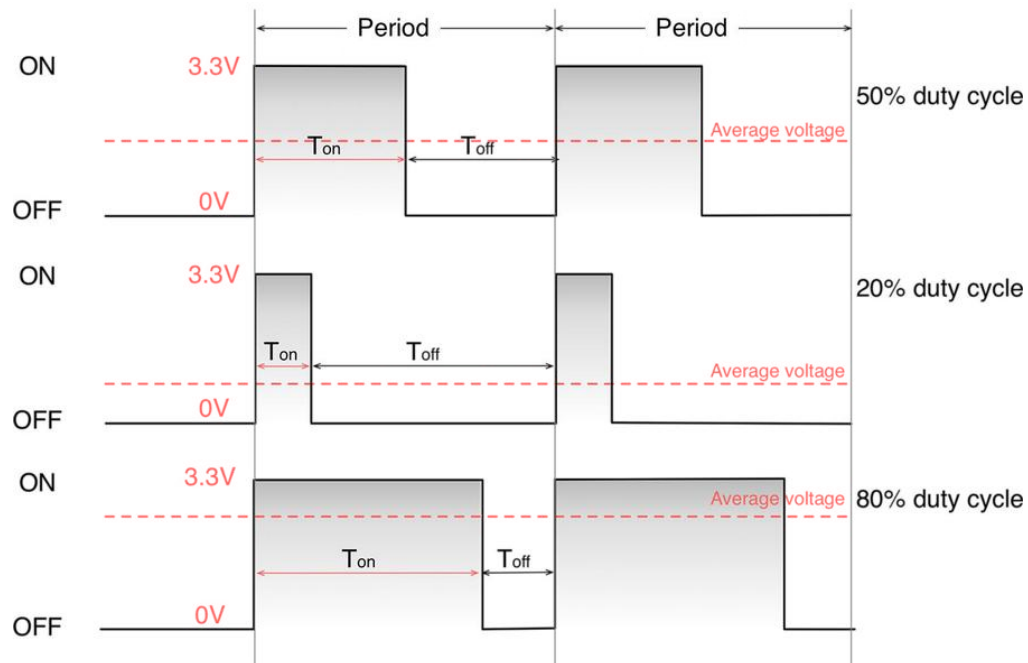 Period Period
ON 3.3V
50% duty cycle
Average voltage
Ton Toff
OFF 0V
ON 3.3V
20% duty cycle
Ton Toff
Average voltage
OFF 0V
ON 3.3V
Average voltage 80% duty cycle
Ton Toff
OFF 0V